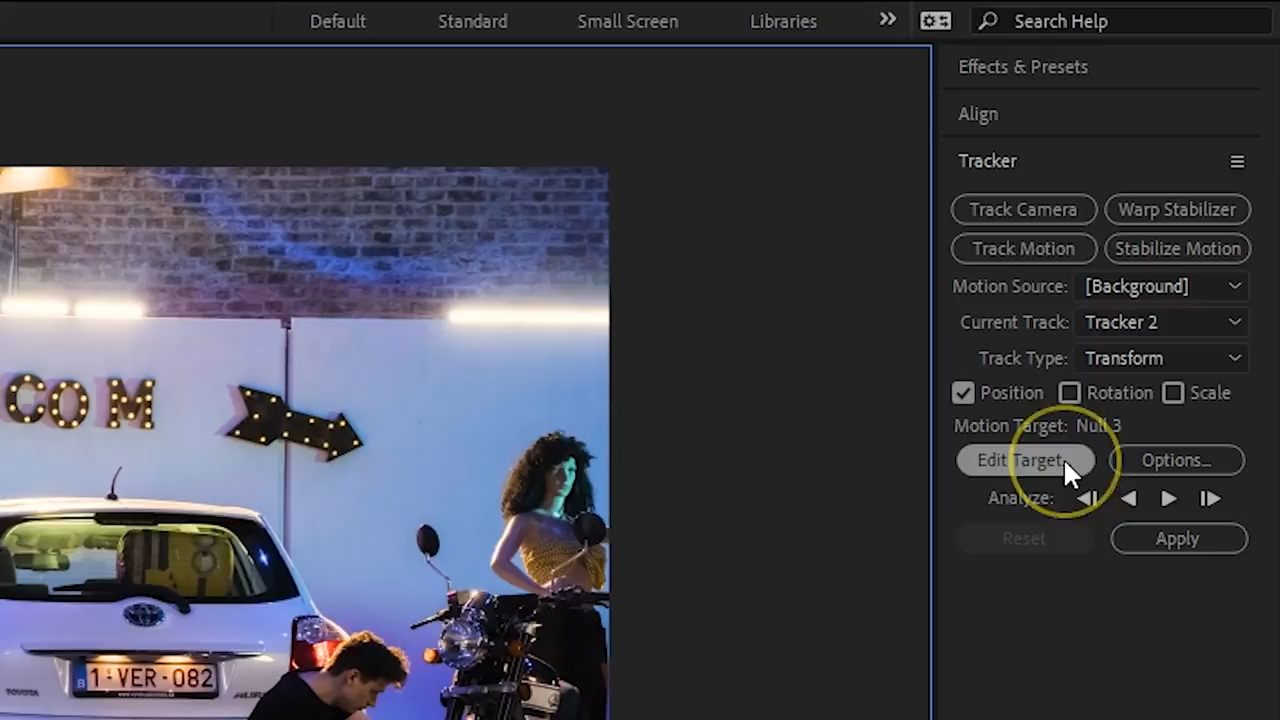 Default Standard Small Screen Libraries Search Help
Effects & Presets
Align
Tracker
Track Camera Warp Stabilizer
Track Motion Stabilize Motion
Motion Source: [Background]
Current Track: Tracker 2
Track Type: Transform
Position Rotation Scale
Motion Target: Null 3
Edit Target... Options...
Analyze:
Reset Apply
COM
TOYOTA
B 1-VER-082